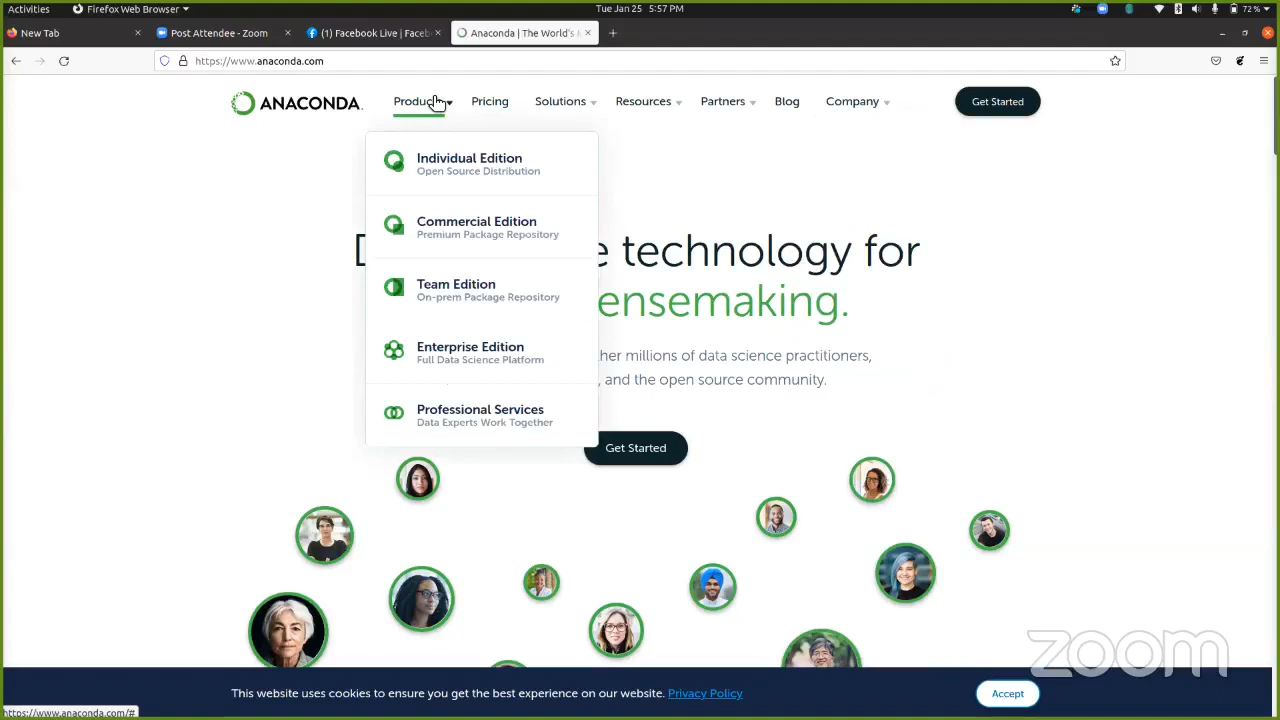 Activities Firefox Web Browser Tue Jan 25 5:57 PM 72 %
New Tab Post Attendee - Zoom (1) Facebook Live | Faceb Anaconda | The World's
https://www.anaconda.com
ANACONDA. Produc Pricing Solutions Resources Partners Blog Company Get Started
Individual Edition
Open Source Distribution
Commercial Edition
Premium Package Repository
e technology for
Team Edition
On-prem Package Repository
ensemaking.
Enterprise Edition
Full Data Science Platform
her millions of data science practitioners,
, and the open source community.
Professional Services
Data Experts Work Together
Get Started
zoom
This website uses cookies to ensure you get the best experience on our website. Privacy Policy Accept
https://www.anaconda.com/#